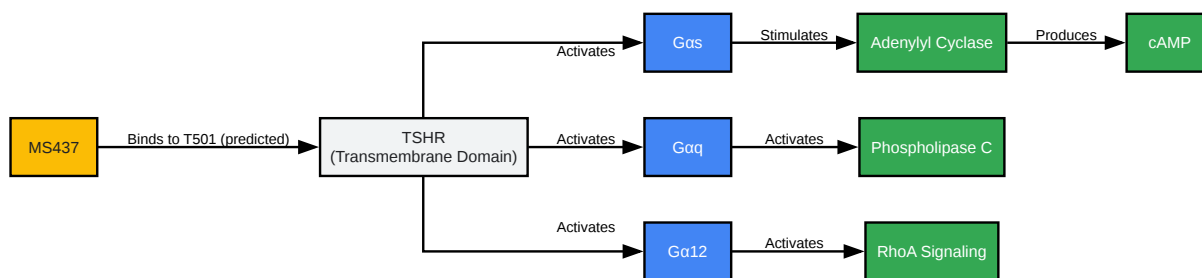 Activates
Gαs
Stimulates
Adenylyl Cyclase
Produces
cAMP
MS437
Binds to T501 (predicted)
TSHR
(Transmembrane Domain)
Activates
Gαq
Activates
Phospholipase C
Activates
Gα12
Activates
RhoA Signaling